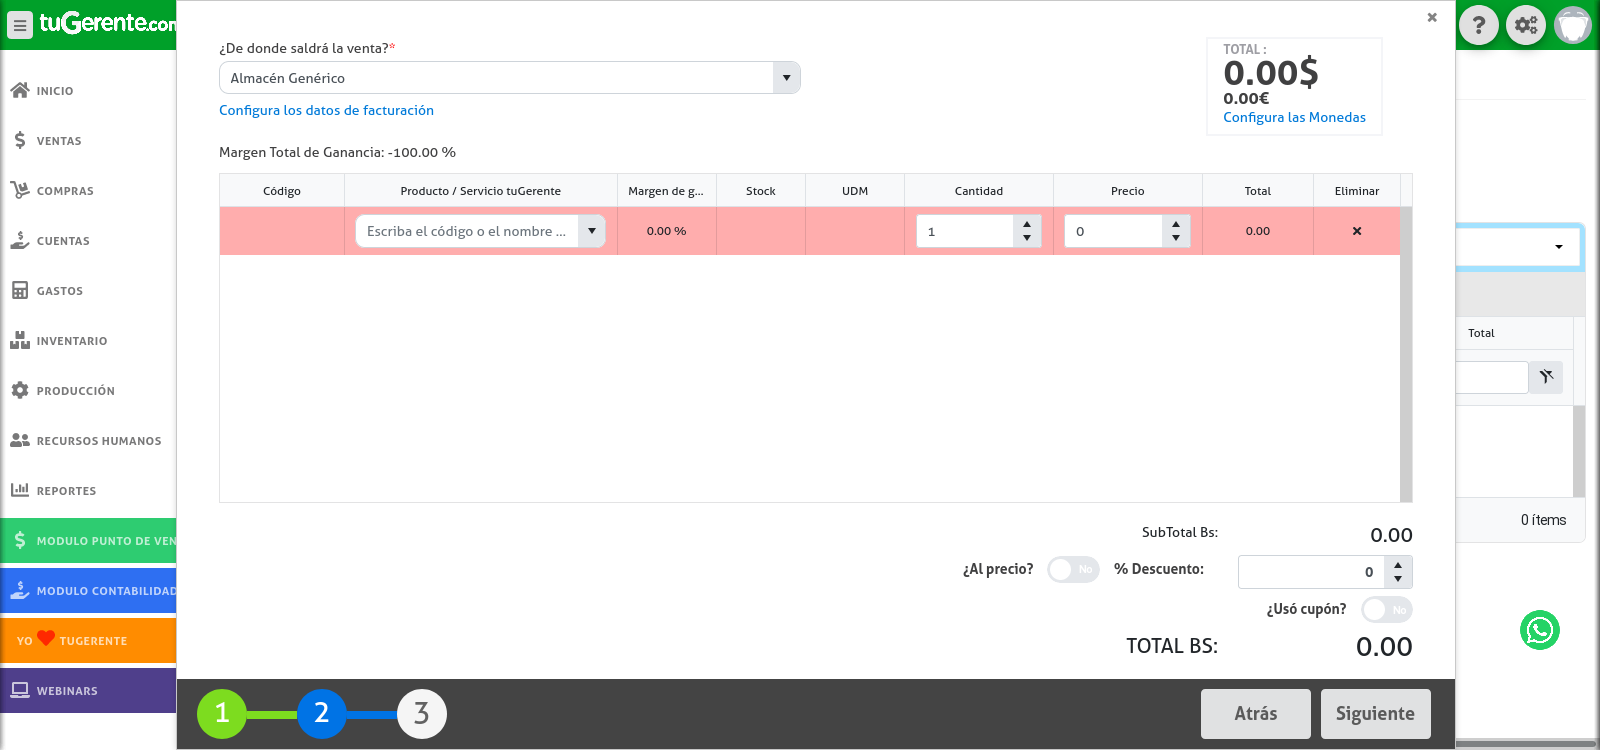 tuGerente.com
?
INICIO
VENTAS
COMPRAS
CUENTAS
GASTOS
INVENTARIO
PRODUCCIÓN
RECURSOS HUMANOS
REPORTES
MODULO PUNTO DE VEN
MODULO CONTABILIDAD
YO TUGERENTE
WEBINARS
¿De donde saldrá la venta?*
Almacén Genérico
Configura los datos de facturación
TOTAL :
0.00$
0.00€
Configura las Monedas
Margen Total de Ganancia: -100.00 %
Código Producto / Servicio tuGerente Margen de g... Stock UDM Cantidad Precio Total Eliminar
Escriba el código o el nombre ... 0.00 % 1 0 0.00
SubTotal Bs: 0.00
¿Al precio? No % Descuento: 0
¿Usó cupón? No
TOTAL BS: 0.00
1 2 3 Atrás Siguiente
Total
0 ítems